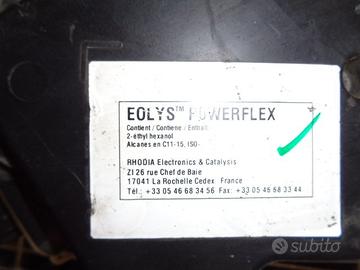 EOLYS™ POWERFLEX
Contient / Contiene / Enthält
2-ethyl hexanol
Alcanes en C11-15, ISO-
RHODIA Electronics & Catalysis
ZI 26 rue Chef de Baie
17041 La Rochelle Cedex France
Tél.: +33 05 46 68 34 56 Fax: +33 05 46 68 33 44
subito